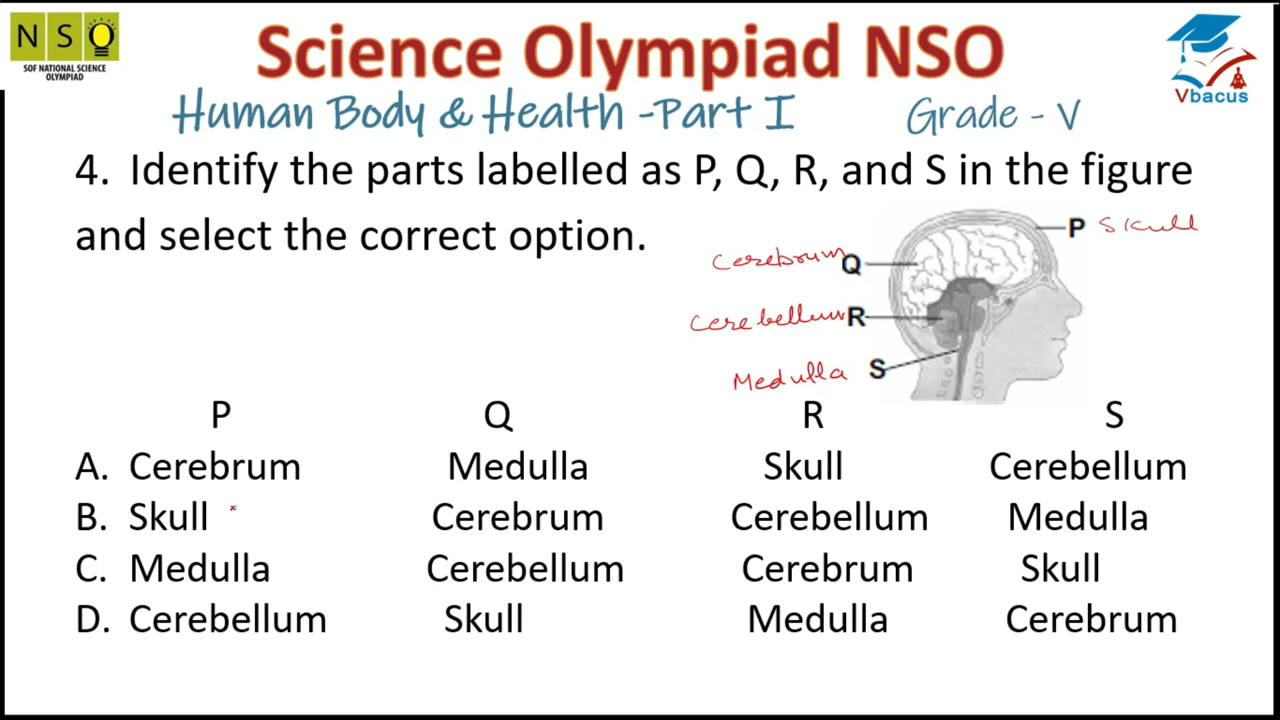 N S O
SOF NATIONAL SCIENCE
OLYMPIAD
Science Olympiad NSO
Vbacus
Human Body & Health -Part I Grade - V
4. Identify the parts labelled as P, Q, R, and S in the figure
and select the correct option.
P Skull
Cerebrum Q
Cerebellum R
Medulla S
P Q R S
A. Cerebrum Medulla Skull Cerebellum
B. Skull Cerebrum Cerebellum Medulla
C. Medulla Cerebellum Cerebrum Skull
D. Cerebellum Skull Medulla Cerebrum